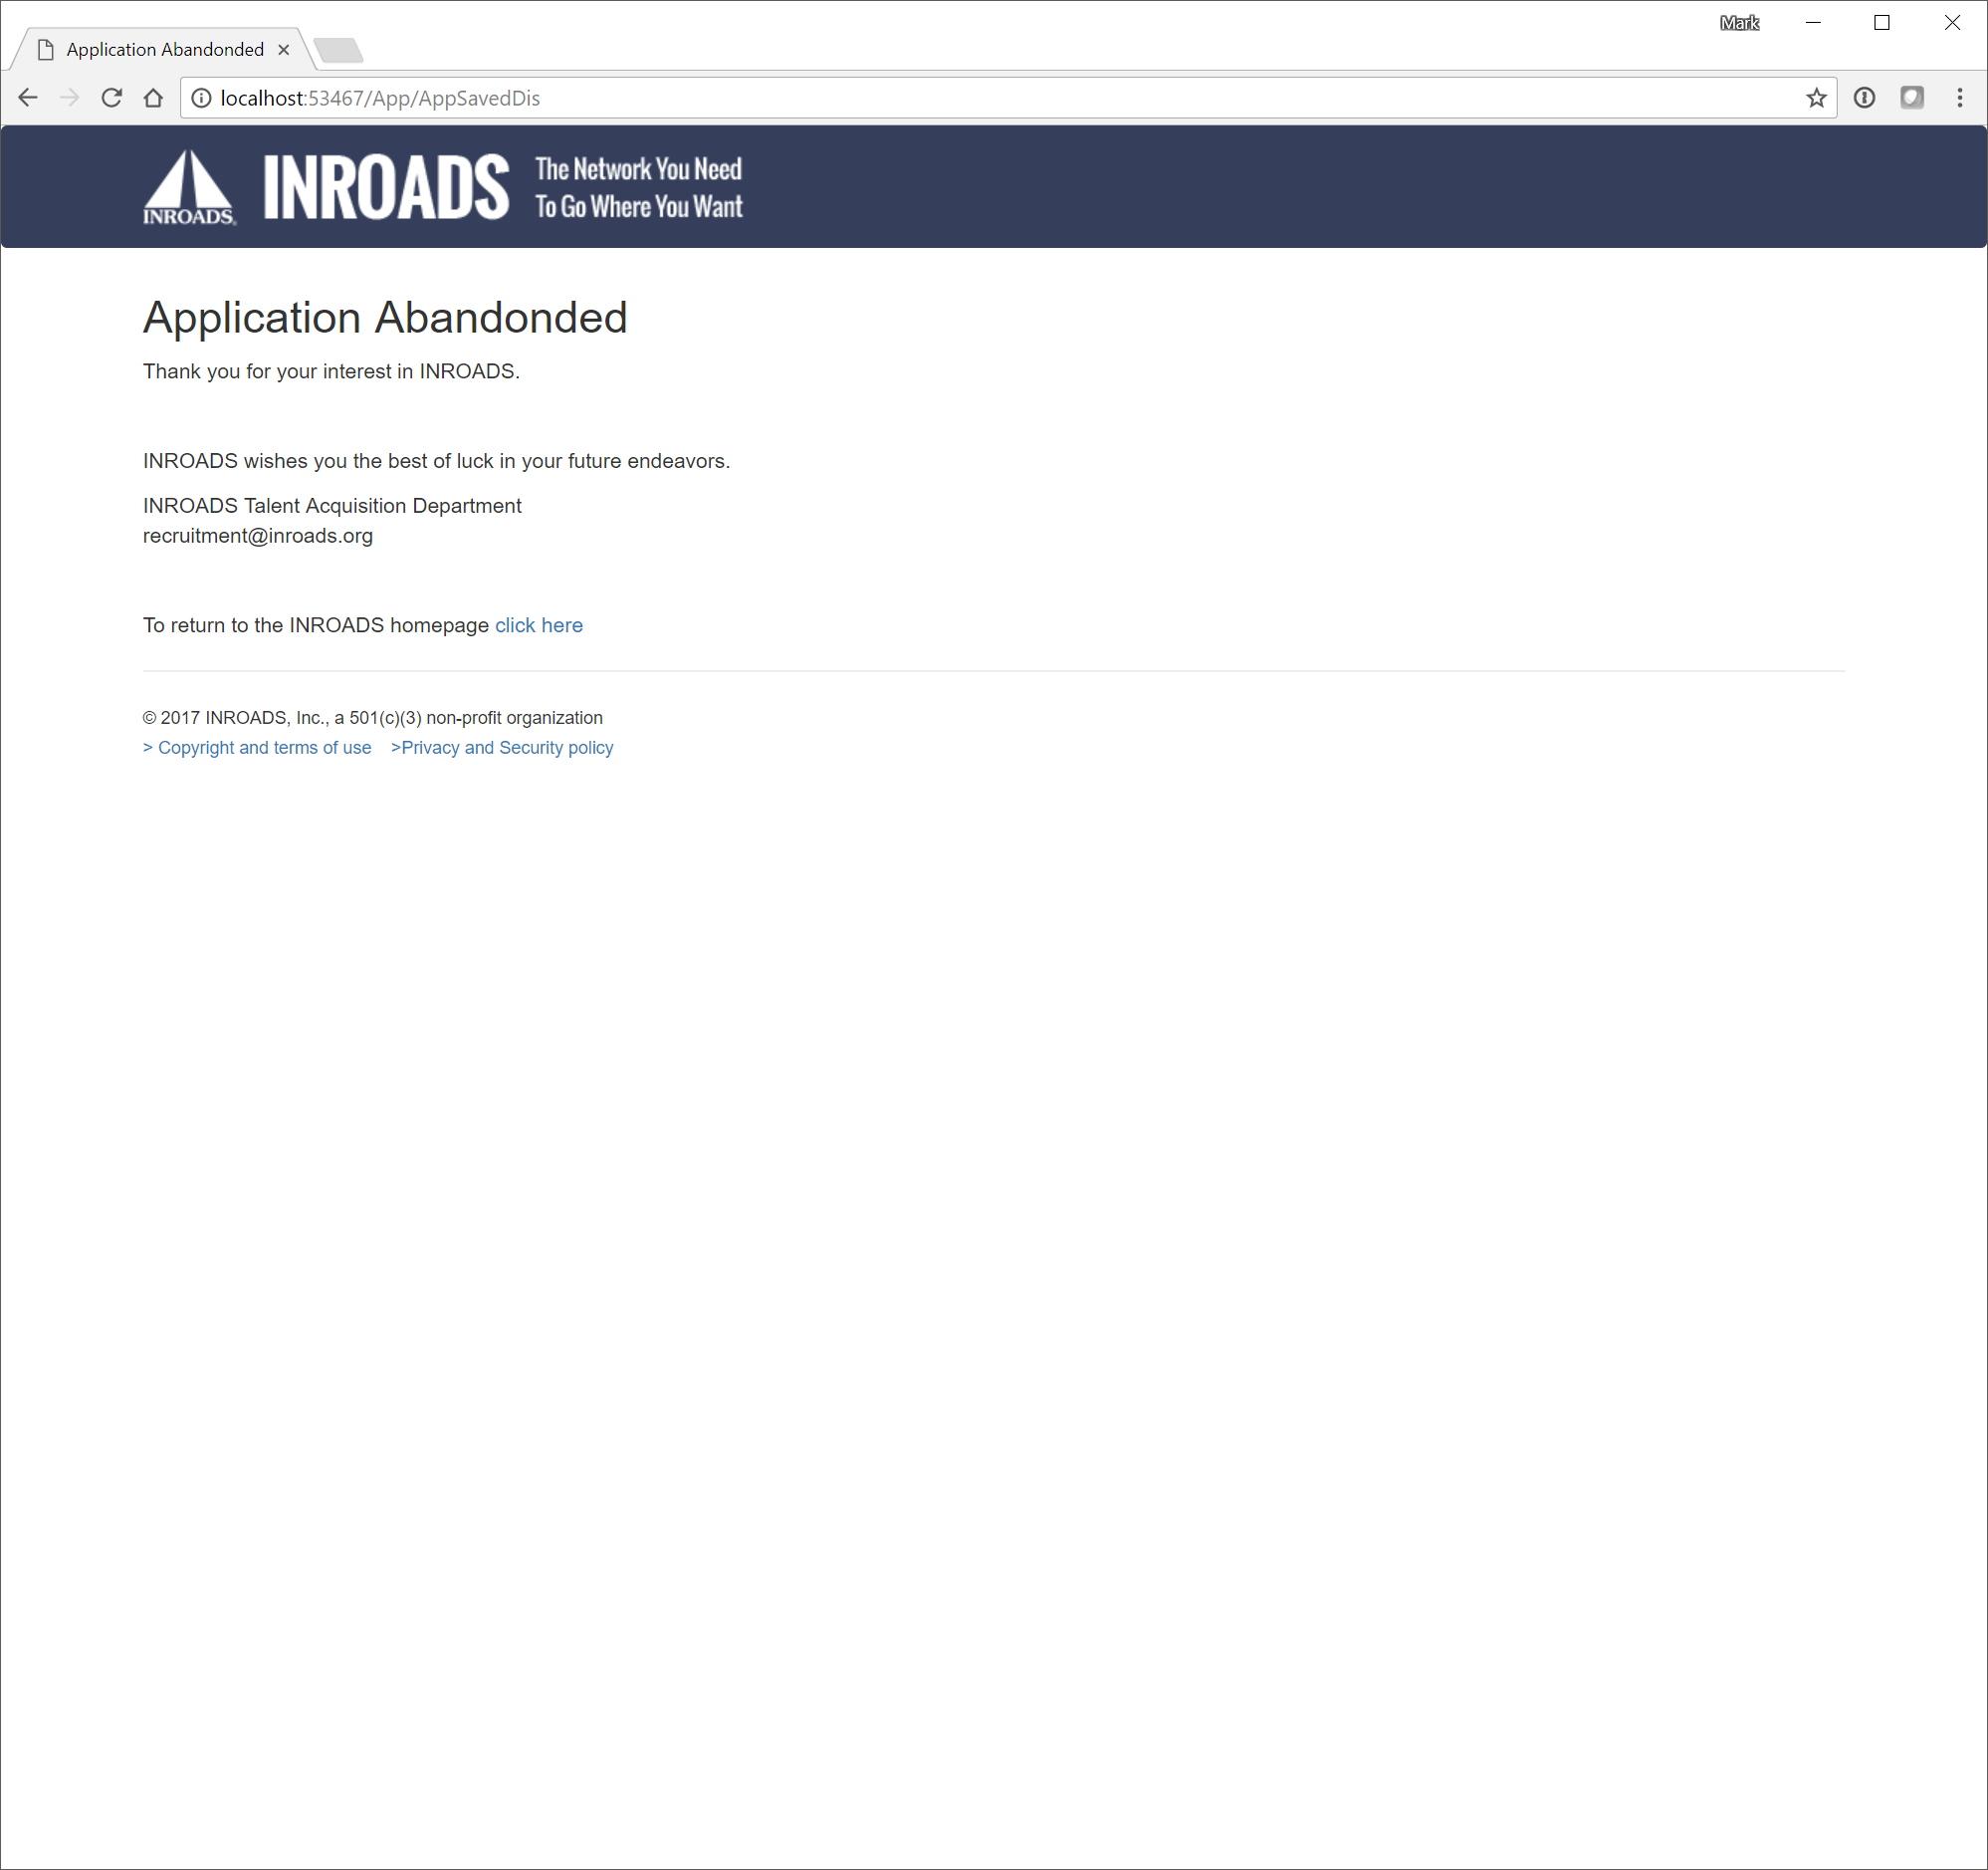 Mark
Application Abandonded
localhost:53467/App/AppSavedDis
INROADS. INROADS The Network You Need
To Go Where You Want
Application Abandonded
Thank you for your interest in INROADS.
INROADS wishes you the best of luck in your future endeavors.
INROADS Talent Acquisition Department
recruitment@inroads.org
To return to the INROADS homepage click here
© 2017 INROADS, Inc., a 501(c)(3) non-profit organization
> Copyright and terms of use >Privacy and Security policy